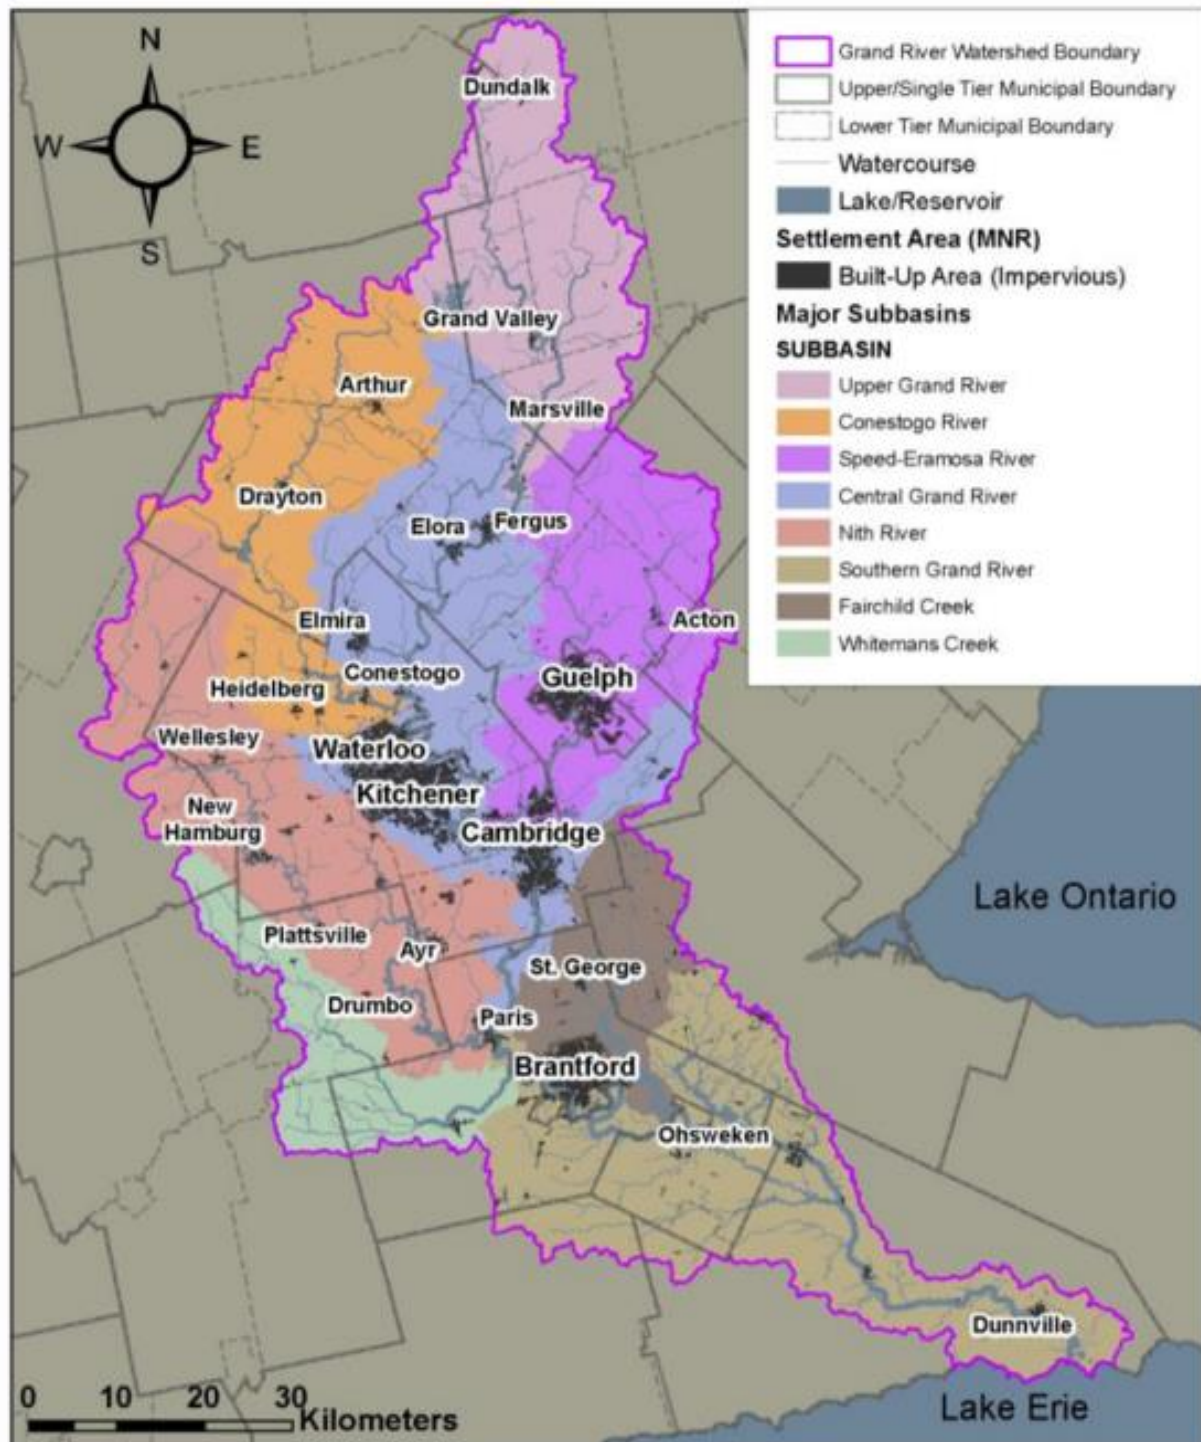 N
W
E
S
Grand River Watershed Boundary
Upper/Single Tier Municipal Boundary
Lower Tier Municipal Boundary
Watercourse
Lake/Reservoir
Settlement Area (MNR)
Built-Up Area (Impervious)
Major Subbasins
SUBBASIN
Upper Grand River
Conestogo River
Speed-Eramosa River
Central Grand River
Nith River
Southern Grand River
Fairchild Creek
Whitemans Creek
Dundalk
Grand Valley
Arthur
Marsville
Drayton
Elora
Fergus
Elmira
Acton
Conestogo
Guelph
Heidelberg
Wellesley
Waterloo
Kitchener
New
Hamburg
Cambridge
Lake Ontario
Plattsville
Ayr
St. George
Drumbo
Paris
Brantford
Ohsweken
Dunnville
Lake Erie
0 10 20 30
Kilometers